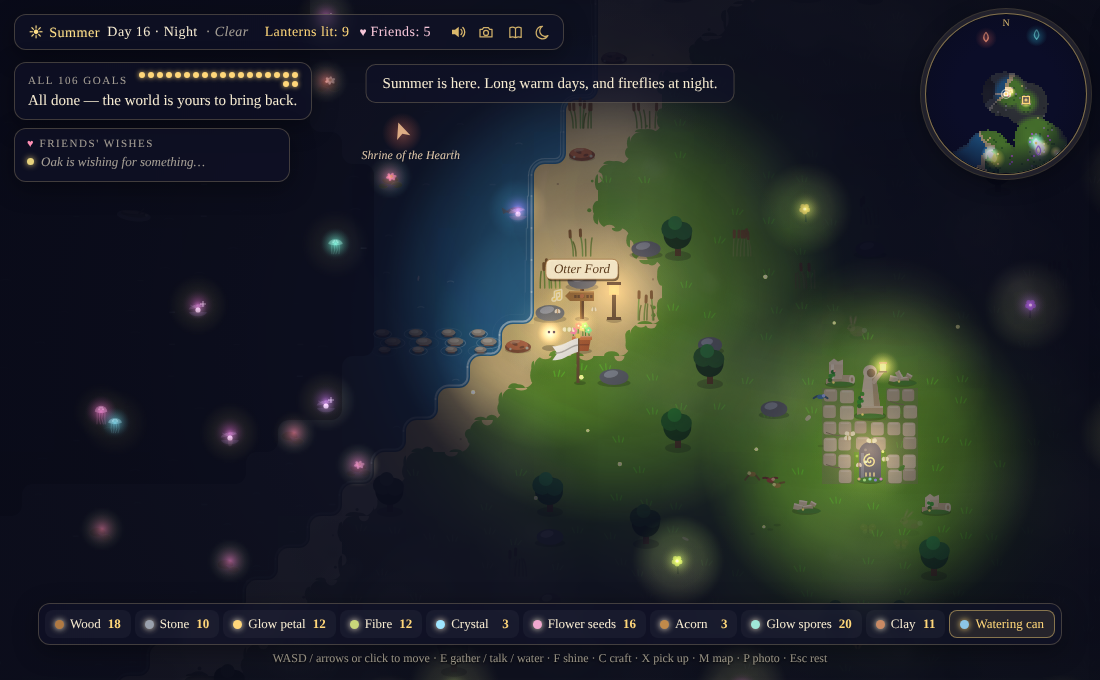 Summer Day 16 · Night · Clear Lanterns lit: 9 ♥ Friends: 5
ALL 106 GOALS
All done — the world is yours to bring back.
Summer is here. Long warm days, and fireflies at night.
♥ FRIENDS' WISHES
Oak is wishing for something…
N
Shrine of the Hearth
Otter Ford
Wood 18 Stone 10 Glow petal 12 Fibre 12 Crystal 3 Flower seeds 16 Acorn 3 Glow spores 20 Clay 11 Watering can
WASD / arrows or click to move · E gather / talk / water · F shine · C craft · X pick up · M map · P photo · Esc rest